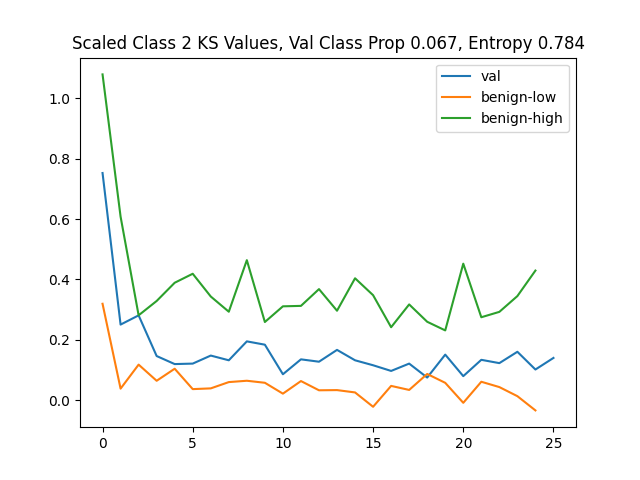 Scaled Class 2 KS Values, Val Class Prop 0.067, Entropy 0.784
val
benign-low
benign-high
1.0
0.8
0.6
0.4
0.2
0.0
0 5 10 15 20 25